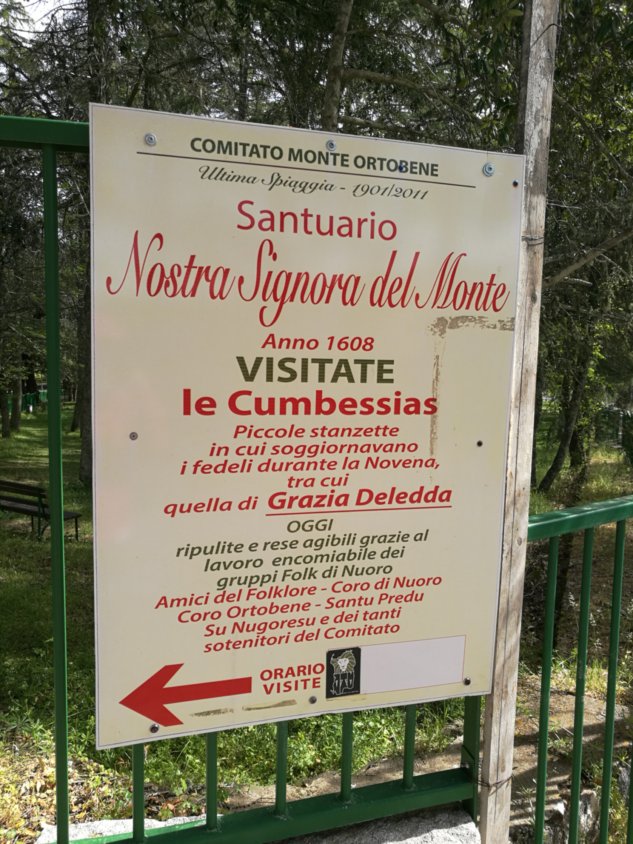 COMITATO MONTE ORTOBENE
Ultima Spiaggia - 1901/2011
Santuario
Nostra Signora del Monte
Anno 1608
VISITATE
le Cumbessias
Piccole stanzette
in cui soggiornavano
i fedeli durante la Novena,
tra cui
quella di Grazia Deledda
OGGI
ripulite e rese agibili grazie al
lavoro encomiabile dei
gruppi Folk di Nuoro
Amici del Folklore - Coro di Nuoro
Coro Ortobene - Santu Predu
Su Nugoresu e dei tanti
sotenitori del Comitato
ORARIO
VISITE